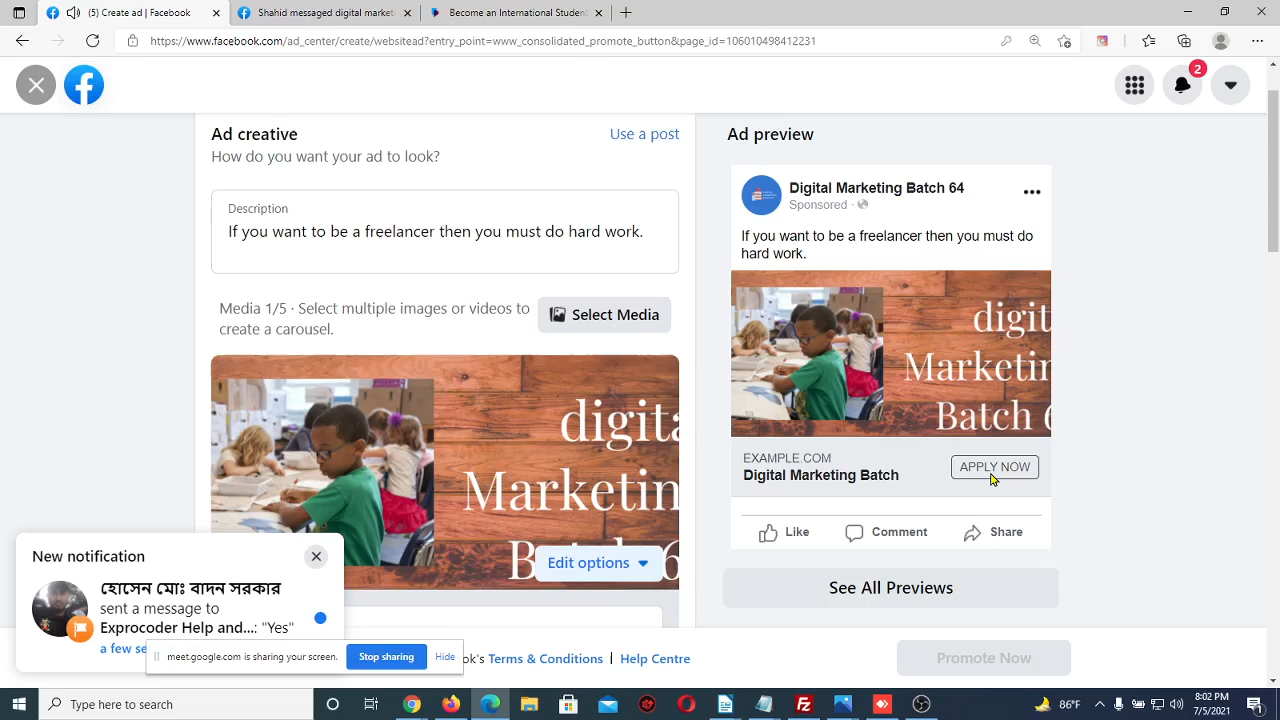 (5) Create ad | Facebook
Shahid messaged digital market
Become an International Student
https://www.facebook.com/ad_center/create/websitead?entry_point=www_consolidated_promote_button&page_id=106010498412231
2
Ad creative
Use a post
How do you want your ad to look?
Description
If you want to be a freelancer then you must do hard work.
Media 1/5 · Select multiple images or videos to
create a carousel.
Select Media
digita
Marketin
B 6
Edit options
Ad preview
Digital Marketing Batch 64
Sponsored ·
If you want to be a freelancer then you must do
hard work.
digit
Marketin
Batch 6
EXAMPLE.COM
Digital Marketing Batch
APPLY NOW
Like
Comment
Share
See All Previews
New notification
হোসেন মোঃ বাদন সরকার
sent a message to
Exprocoder Help and...: "Yes"
a few se
meet.google.com is sharing your screen.
Stop sharing
Hide
ok's Terms & Conditions | Help Centre
Promote Now
Type here to search
86°F
8:02 PM
7/5/2021